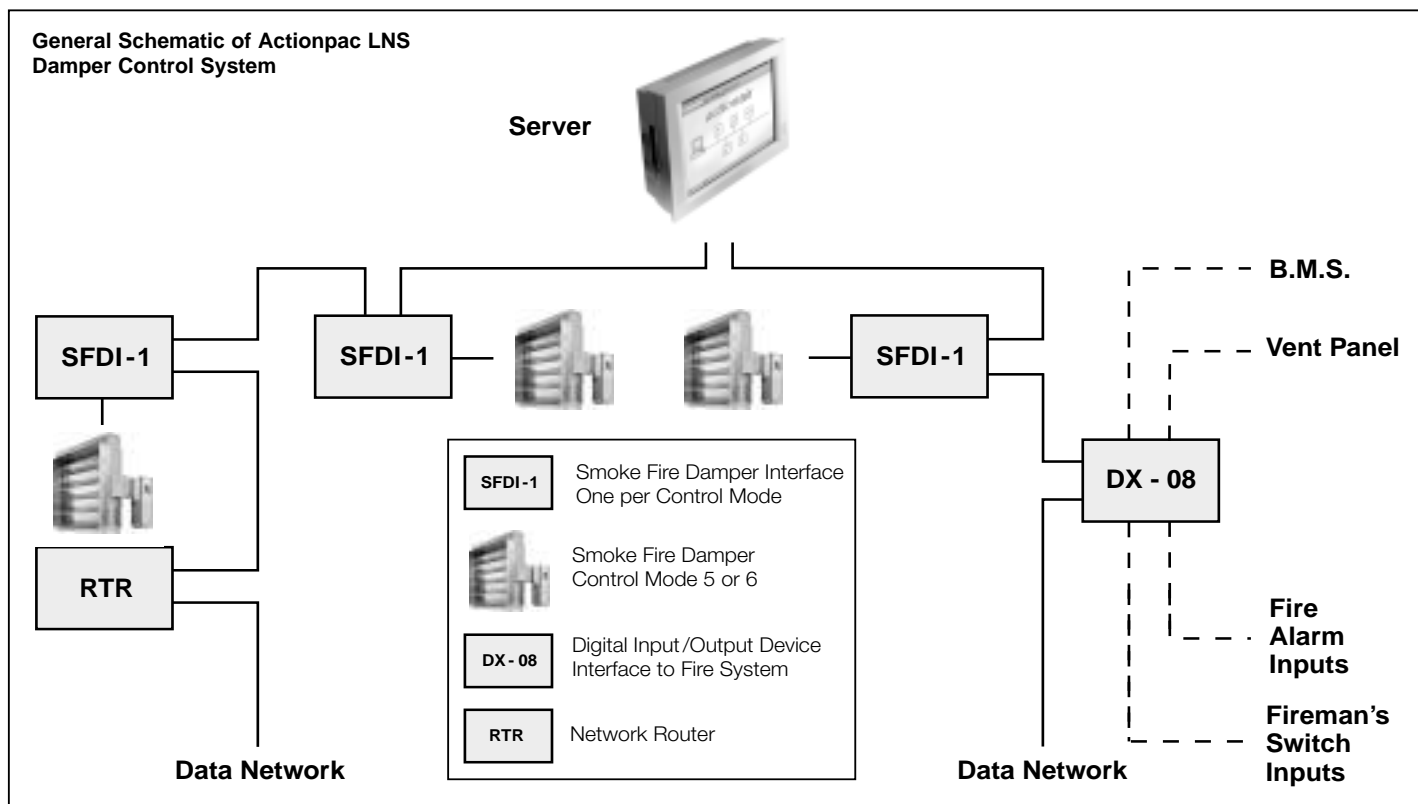 General Schematic of Actionpac LNS
Damper Control System
Server
B.M.S.
Vent Panel
SFDI-1
SFDI-1
SFDI-1
DX - 08
RTR
SFDI-1
Smoke Fire Damper Interface
One per Control Mode
Smoke Fire Damper
Control Mode 5 or 6
DX - 08
Digital Input/Output Device
Interface to Fire System
RTR
Network Router
Fire
Alarm
Inputs
Fireman’s
Switch
Inputs
Data Network
Data Network